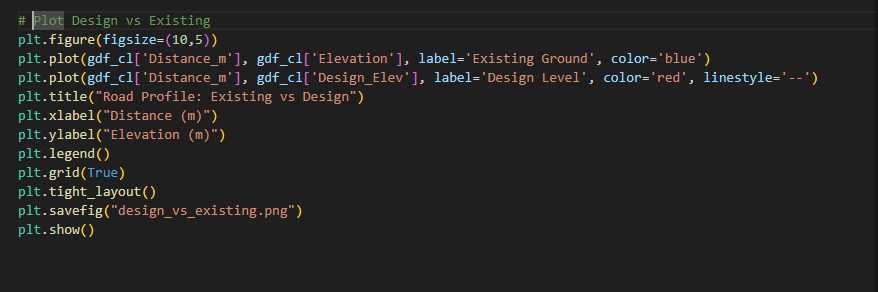 # Plot Design vs Existing
plt.figure(figsize=(10,5))
plt.plot(gdf_cl['Distance_m'], gdf_cl['Elevation'], label='Existing Ground', color='blue')
plt.plot(gdf_cl['Distance_m'], gdf_cl['Design_Elev'], label='Design Level', color='red', linestyle='--')
plt.title("Road Profile: Existing vs Design")
plt.xlabel("Distance (m)")
plt.ylabel("Elevation (m)")
plt.legend()
plt.grid(True)
plt.tight_layout()
plt.savefig("design_vs_existing.png")
plt.show()